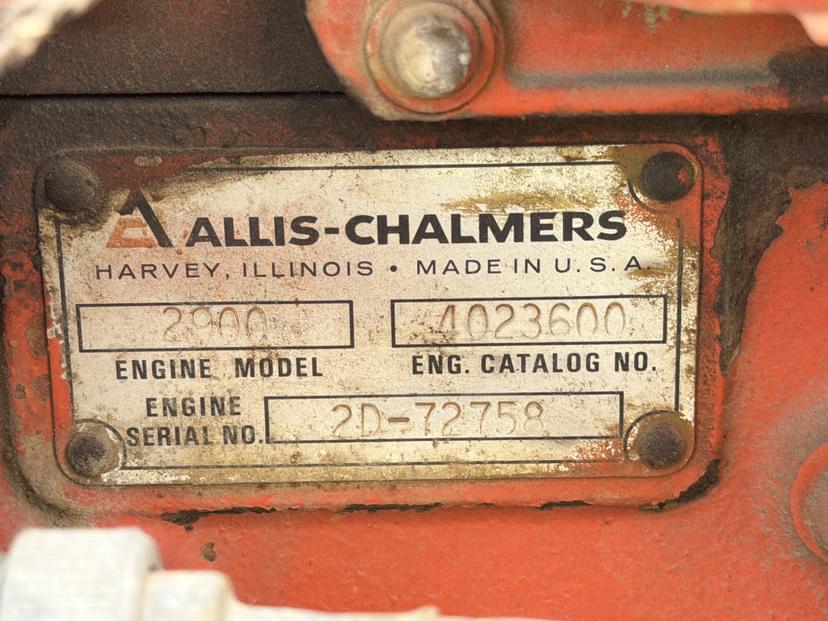 ALLIS-CHALMERS
HARVEY, ILLINOIS • MADE IN U.S.A.
2900 4023600
ENGINE MODEL ENG. CATALOG NO.
ENGINE
SERIAL NO. 2D-72758